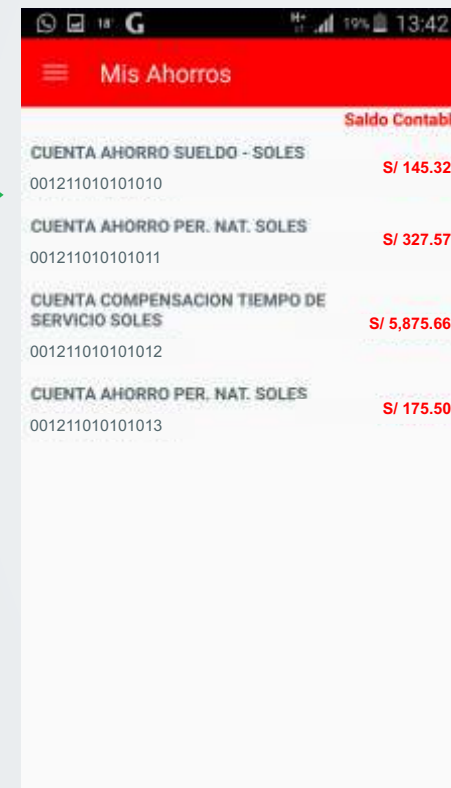 18° G H+ 19% 13:42
Mis Ahorros
Saldo Contabl
CUENTA AHORRO SUELDO - SOLES
001211010101010
S/ 145.32
CUENTA AHORRO PER. NAT. SOLES
001211010101011
S/ 327.57
CUENTA COMPENSACION TIEMPO DE
SERVICIO SOLES
001211010101012
S/ 5,875.66
CUENTA AHORRO PER. NAT. SOLES
001211010101013
S/ 175.50